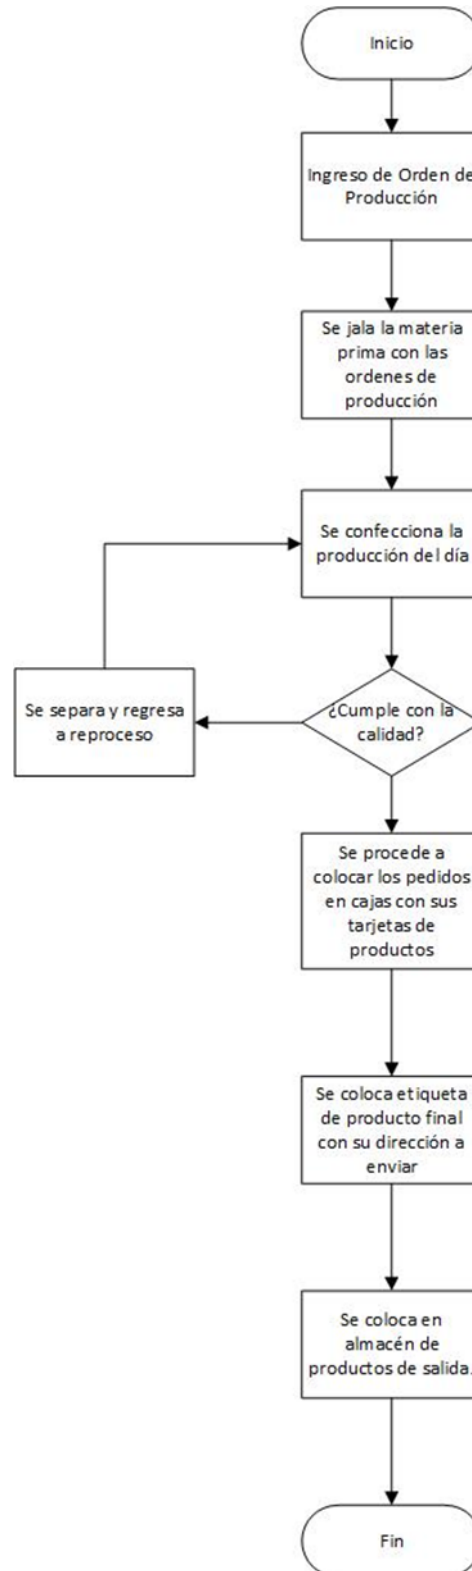 Inicio
Ingreso de Orden de
Producción
Se jala la materia
prima con las
ordenes de
producción
Se confecciona la
producción del día
¿Cumple con la
calidad?
Se separa y regresa
a reproceso
Se procede a
colocar los pedidos
en cajas con sus
tarjetas de
productos
Se coloca etiqueta
de producto final
con su dirección a
enviar
Se coloca en
almacén de
productos de salida.
Fin